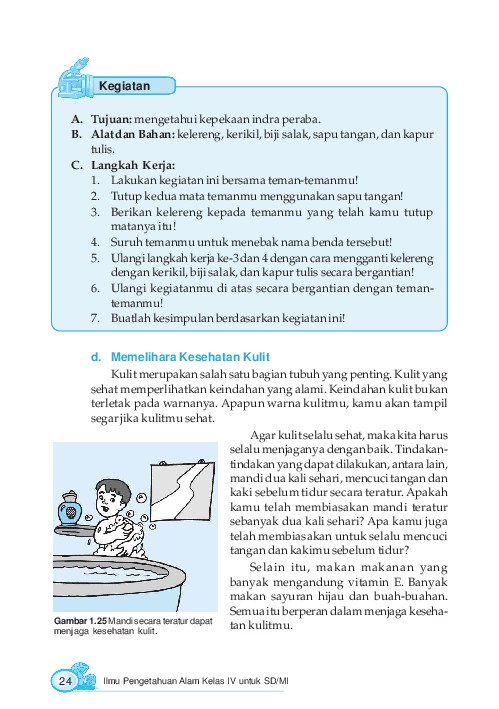 Kegiatan
A. Tujuan: mengetahui kepekaan indra peraba.
B. Alat dan Bahan: kelereng, kerikil, biji salak, sapu tangan, dan kapur
tulis.
C. Langkah Kerja:
1. Lakukan kegiatan ini bersama teman-temanmu!
2. Tutup kedua mata temanmu menggunakan sapu tangan!
3. Berikan kelereng kepada temanmu yang telah kamu tutup
matanya itu!
4. Suruh temanmu untuk menebak nama benda tersebut!
5. Ulangi langkah kerja ke-3 dan 4 dengan cara mengganti kelereng
dengan kerikil, biji salak, dan kapur tulis secara bergantian!
6. Ulangi kegiatanmu di atas secara bergantian dengan teman-
temanmu!
7. Buatlah kesimpulan berdasarkan kegiatan ini!
d. Memelihara Kesehatan Kulit
Kulit merupakan salah satu bagian tubuh yang penting. Kulit yang
sehat memperlihatkan keindahan yang alami. Keindahan kulit bukan
terletak pada warnanya. Apapun warna kulitmu, kamu akan tampil
segar jika kulitmu sehat.
Agar kulit selalu sehat, maka kita harus
selalu menjaganya dengan baik. Tindakan-
tindakan yang dapat dilakukan, antara lain,
mandi dua kali sehari, mencuci tangan dan
kaki sebelum tidur secara teratur. Apakah
kamu telah membiasakan mandi teratur
sebanyak dua kali sehari? Apa kamu juga
telah membiasakan untuk selalu mencuci
tangan dan kakimu sebelum tidur?
Selain itu, makan makanan yang
banyak mengandung vitamin E. Banyak
makan sayuran hijau dan buah-buahan.
Semua itu berperan dalam menjaga keseha-
tan kulitmu.
Gambar 1.25 Mandi secara teratur dapat
menjaga kesehatan kulit.
24 Ilmu Pengetahuan Alam Kelas IV untuk SD/MI